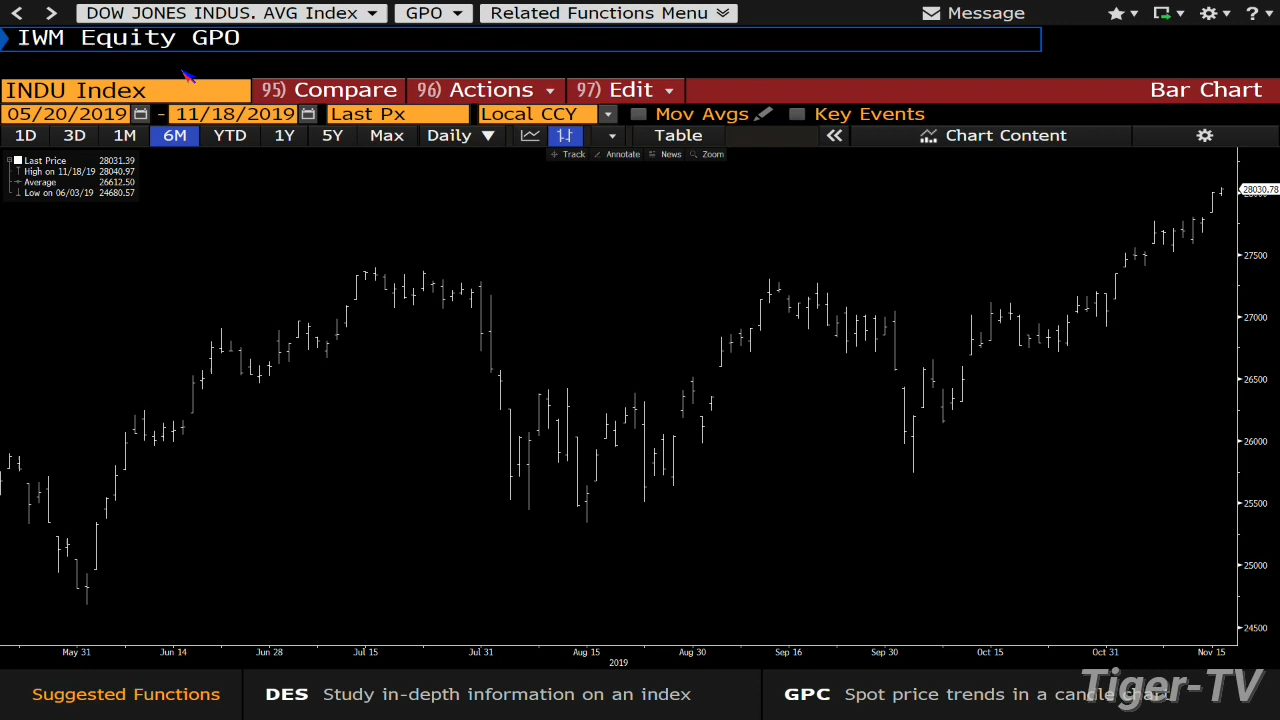 DOW JONES INDUS. AVG Index GPO Related Functions Menu Message ?
IWM Equity GPO
INDU Index 95) Compare 96) Actions 97) Edit Bar Chart
05/20/2019 - 11/18/2019 Last Px Local CCY Mov Avgs Key Events
1D 3D 1M 6M YTD 1Y 5Y Max Daily Table Chart Content
Track Annotate News Zoom
Last Price 28031.39
High on 11/18/19 28040.97
Average 26612.50
Low on 06/03/19 24680.57
28030.78
27500
27000
26500
26000
25500
25000
24500
May 31 Jun 14 Jun 28 Jul 15 Jul 31 Aug 15 Aug 30 Sep 16 Sep 30 Oct 15 Oct 31 Nov 15
2019
Suggested Functions DES Study in-depth information on an index GPC Spot price trends in a candle chart
Tiger-TV